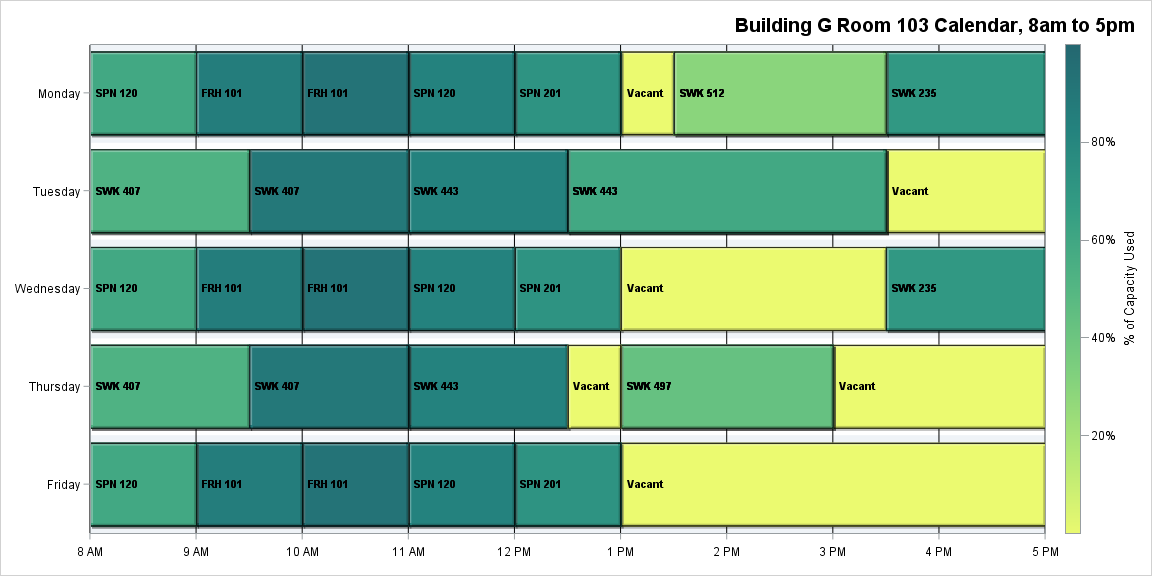 Building G Room 103 Calendar, 8am to 5pm
Monday
SPN 120
FRH 101
FRH 101
SPN 120
SPN 201
Vacant
SWK 512
SWK 235
Tuesday
SWK 407
SWK 407
SWK 443
SWK 443
Vacant
Wednesday
SPN 120
FRH 101
FRH 101
SPN 120
SPN 201
Vacant
SWK 235
Thursday
SWK 407
SWK 407
SWK 443
Vacant
SWK 497
Vacant
Friday
SPN 120
FRH 101
FRH 101
SPN 120
SPN 201
Vacant
8 AM
9 AM
10 AM
11 AM
12 PM
1 PM
2 PM
3 PM
4 PM
5 PM
80%
60%
40%
20%
% of Capacity Used